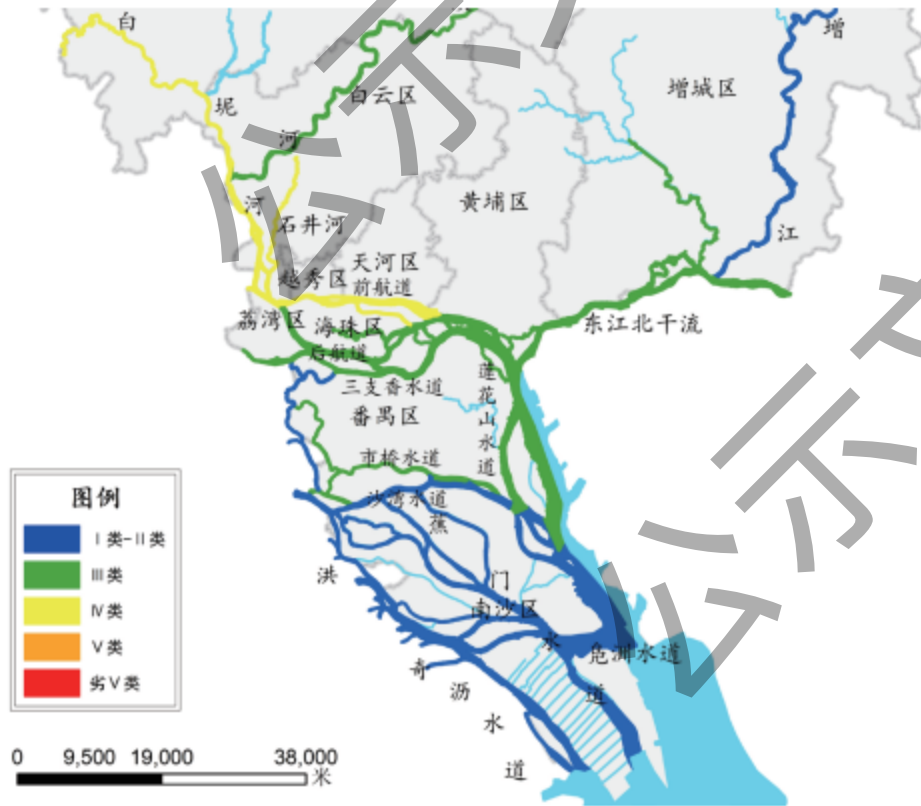 白
增
坭
白云区
增城区
河
河
石井河
黄埔区
江
越秀区
天河区
前航道
荔湾区
海珠区
后航道
东江北干流
三支香水道
莲花山水道
番禺区
市桥水道
沙湾水道
蕉
门
水
道
洪
奇
沥
水
道
南沙区
凫洲水道
图例
Ⅰ类-Ⅱ类
Ⅲ类
Ⅳ类
Ⅴ类
劣Ⅴ类
0 9,500 19,000 38,000
米
公示
公示